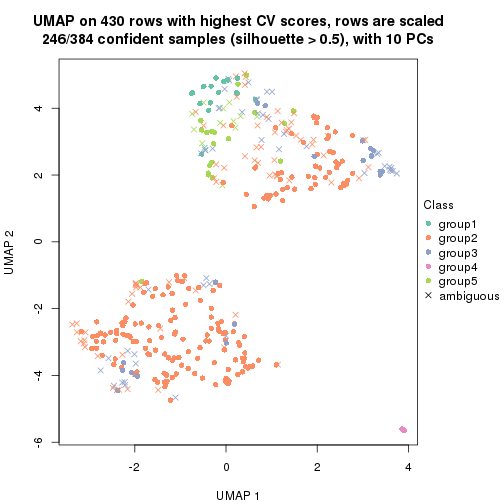 UMAP on 430 rows with highest CV scores, rows are scaled
246/384 confident samples (silhouette > 0.5), with 10 PCs
4
2
0
-2
-4
-6
UMAP 2
-2
0
2
4
UMAP 1
Class
group1
group2
group3
group4
group5
ambiguous